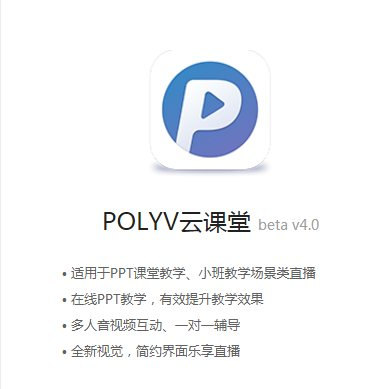 POLYV云课堂 beta v4.0
• 适用于PPT课堂教学、小班教学场景类直播
• 在线PPT教学，有效提升教学效果
• 多人音视频互动、一对一辅导
• 全新视觉，简约界面乐享直播